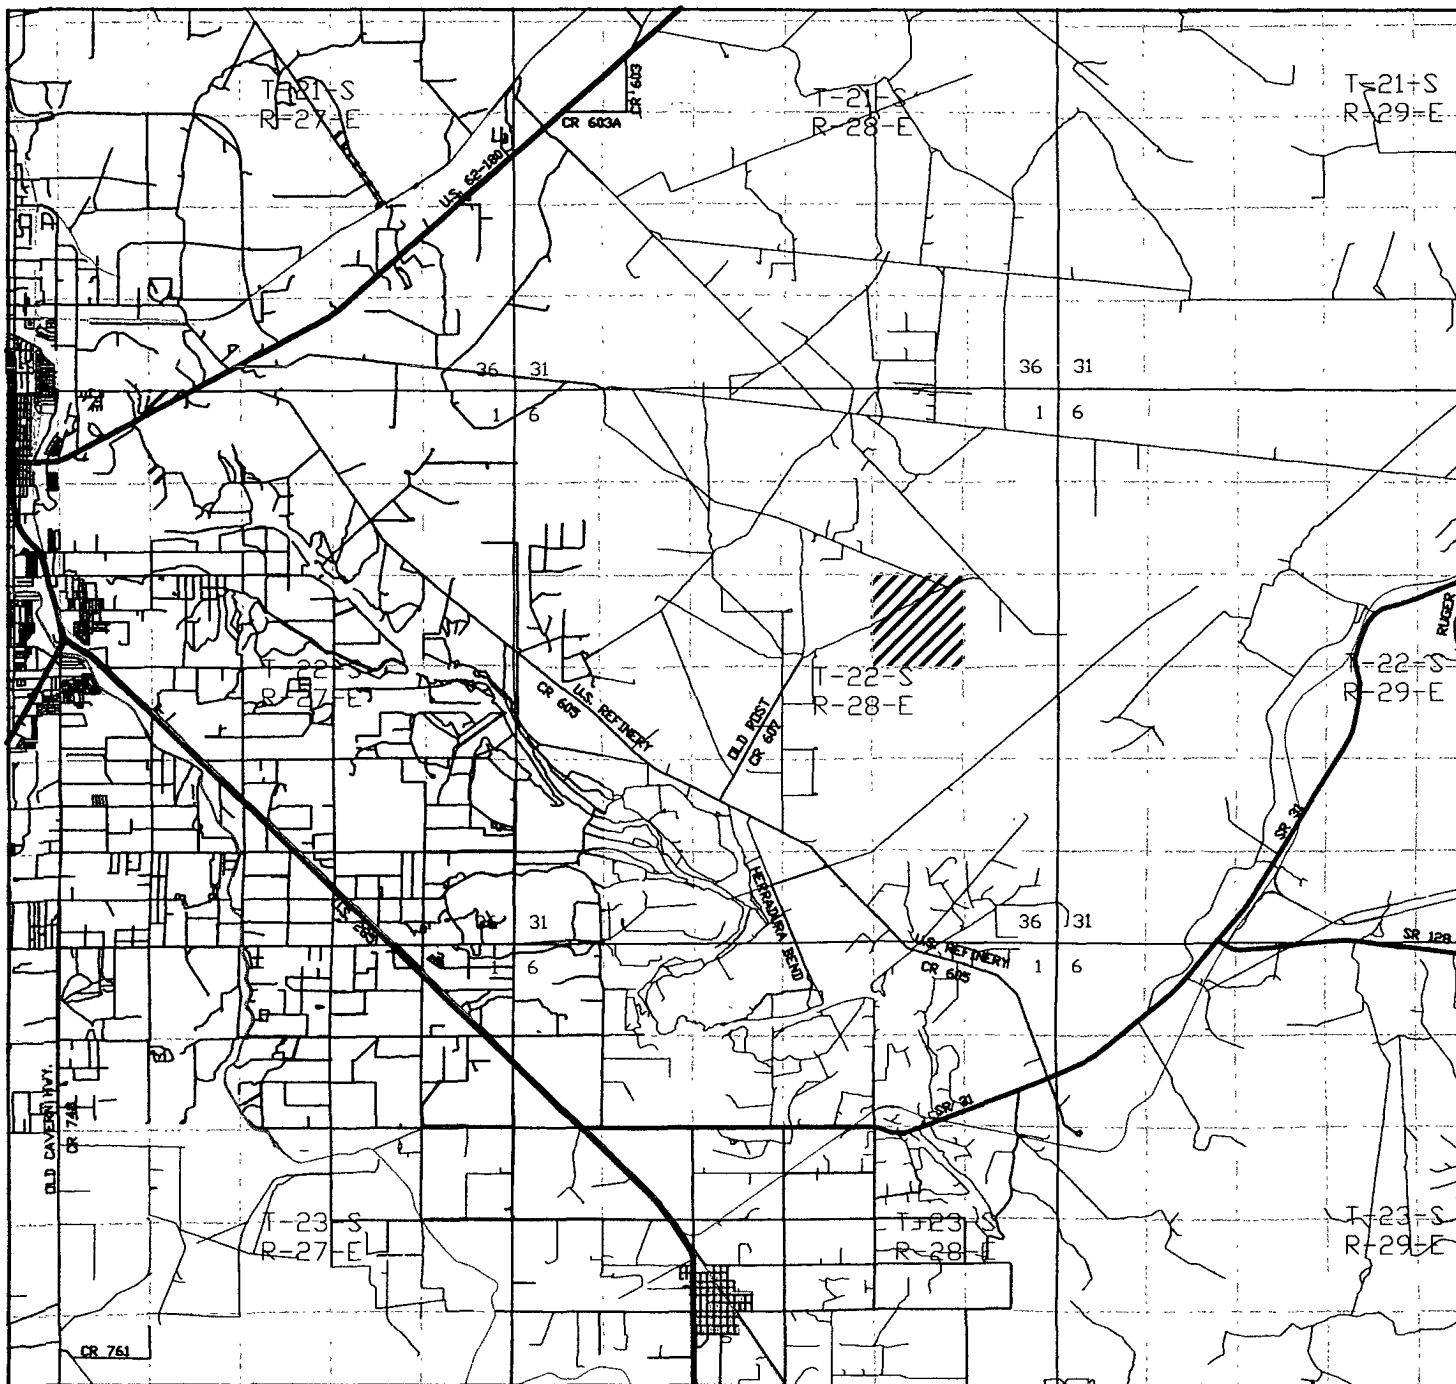 T-21-S
R-27-E
T-21-S
R-28-E
T-21-S
R-29-E
CR 603
CR 603A
U.S. 62-180
36 31
1 6
36 31
1 6
T-22-S
R-27-E
T-22-S
R-28-E
T-22-S
R-29-E
RUGER
U.S. REFINERY
CR 605
OLD POST
CR 607
SR 31
HERRADURA BEND
U.S. 285
31
1 6
36 31
1 6
U.S. REFINERY
CR 605
SR 128
SR 31
OLD CAVERN HWY.
CR 748
T-23-S
R-27-E
T-23-S
R-28-E
T-23-S
R-29-E
CR 761